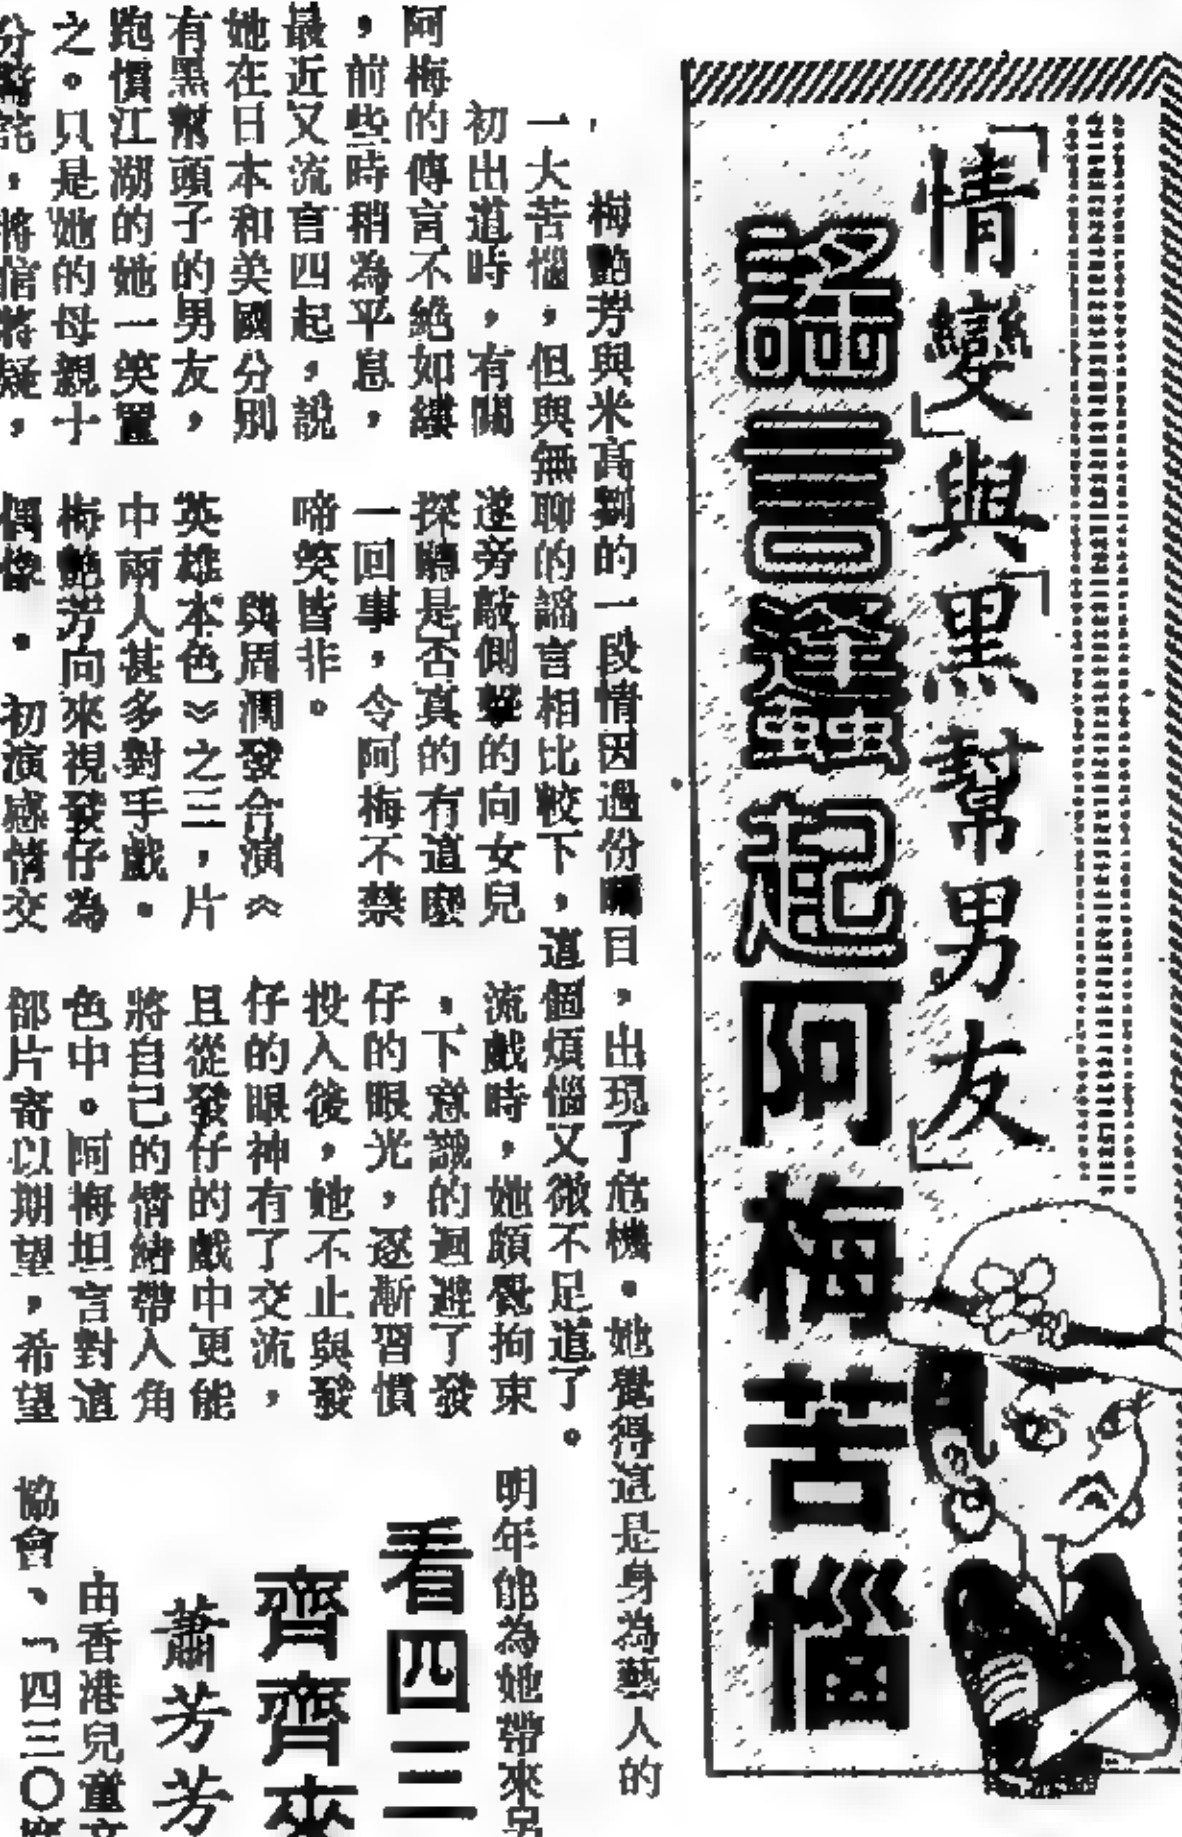 「情變」與「黑幫男友」
謠言蠭起阿梅苦惱
梅艷芳與米高劉的一段情因過份矚目,出現了危機。她覺得這是身為藝人的
一大苦惱,但與無聊的謠言相比較下,這個煩惱又微不足道了。
初出道時,有關
阿梅的傳言不絕如縷
,前些時稍為平息,
最近又流言四起,說
她在日本和美國分別
有黑幫頭子的男友,
跑慣江湖的她一笑置
之。只是她的母親十
分緊詫,將信將疑,
遂旁敲側擊的向女兒
探聽是否真的有這麼
一回事,令阿梅不禁
啼笑皆非。
與周潤發合演《
英雄本色》之三,片
中兩人甚多對手戲。
梅艷芳向來視發仔為
偶像。初演感情交
流戲時,她頗爲拘束
,下意識的迴避了發
仔的眼光,逐漸習慣
投入後,她不止與發
仔的眼神有了交流,
且從發仔的戲中更能
將自己的情緒帶入角
色中。阿梅坦言對這
部片寄以期望,希望
明年能為她帶來另
看四三
齊齊來
蕭芳芳
由香港兒童文
協會、「四三〇